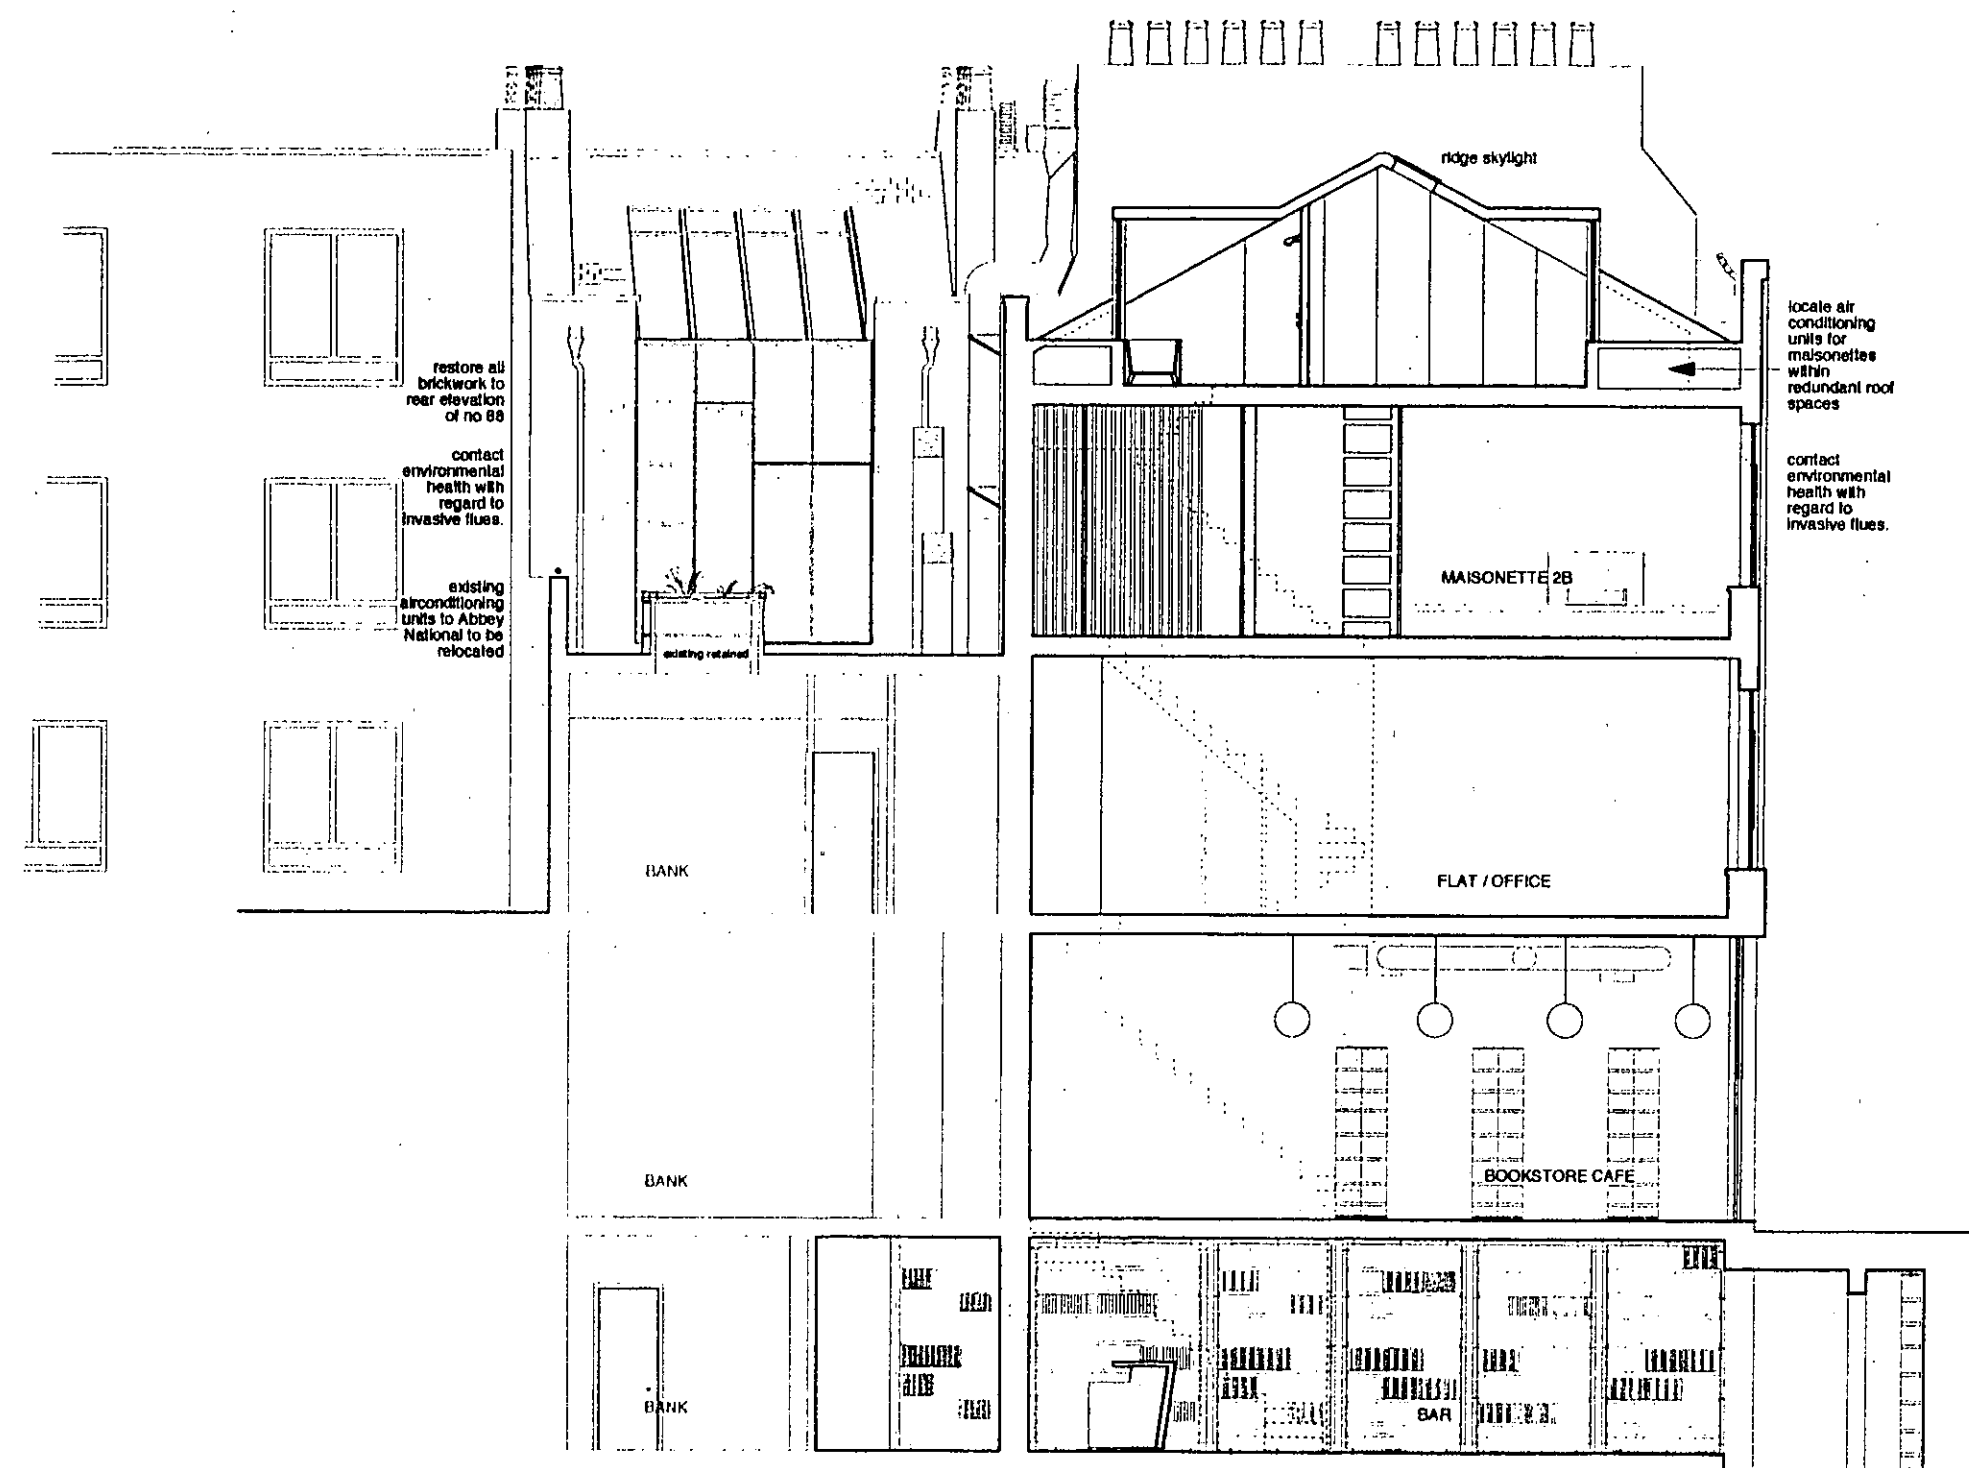 ridge skylight
locate air
conditioning
units for
maisonettes
within
redundant roof
spaces
restore all
brickwork to
rear elevation
of no 88
contact
environmental
health with
regard to
invasive flues.
contact
environmental
health with
regard to
invasive flues.
existing
airconditioning
units to Abbey
National to be
relocated
MAISONETTE 2B
existing retained
BANK
FLAT / OFFICE
BANK
BOOKSTORE CAFE
BANK
BAR